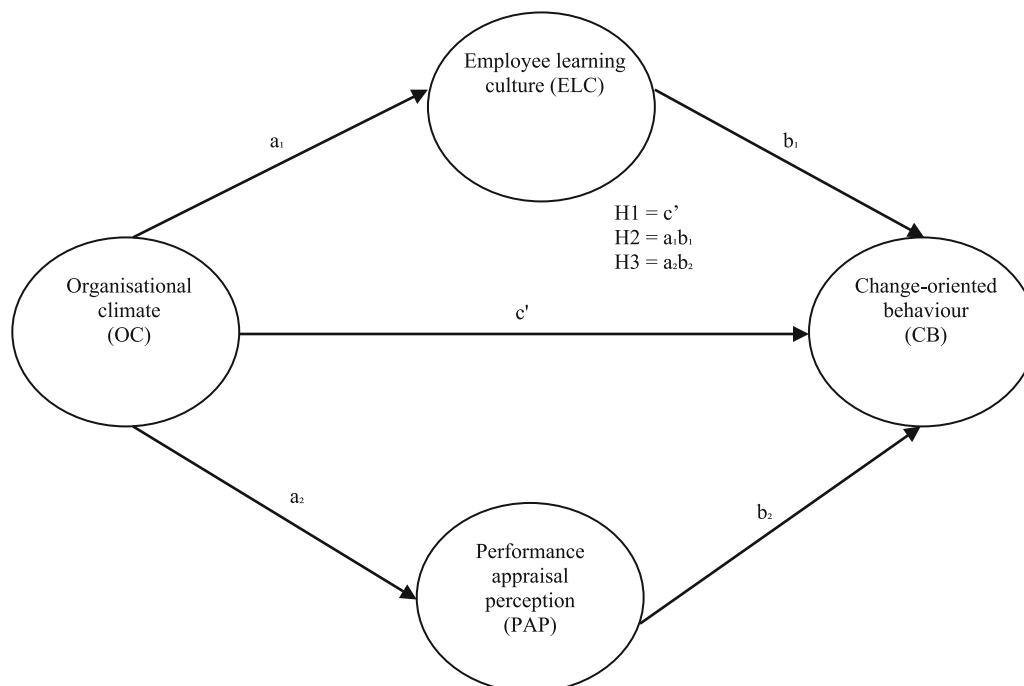 Employee learning
culture (ELC)
a₁
b₁
H1 = c’
H2 = a₁b₁
H3 = a₂b₂
Organisational
climate
(OC)
c'
Change-oriented
behaviour
(CB)
a₂
b₂
Performance
appraisal
perception
(PAP)